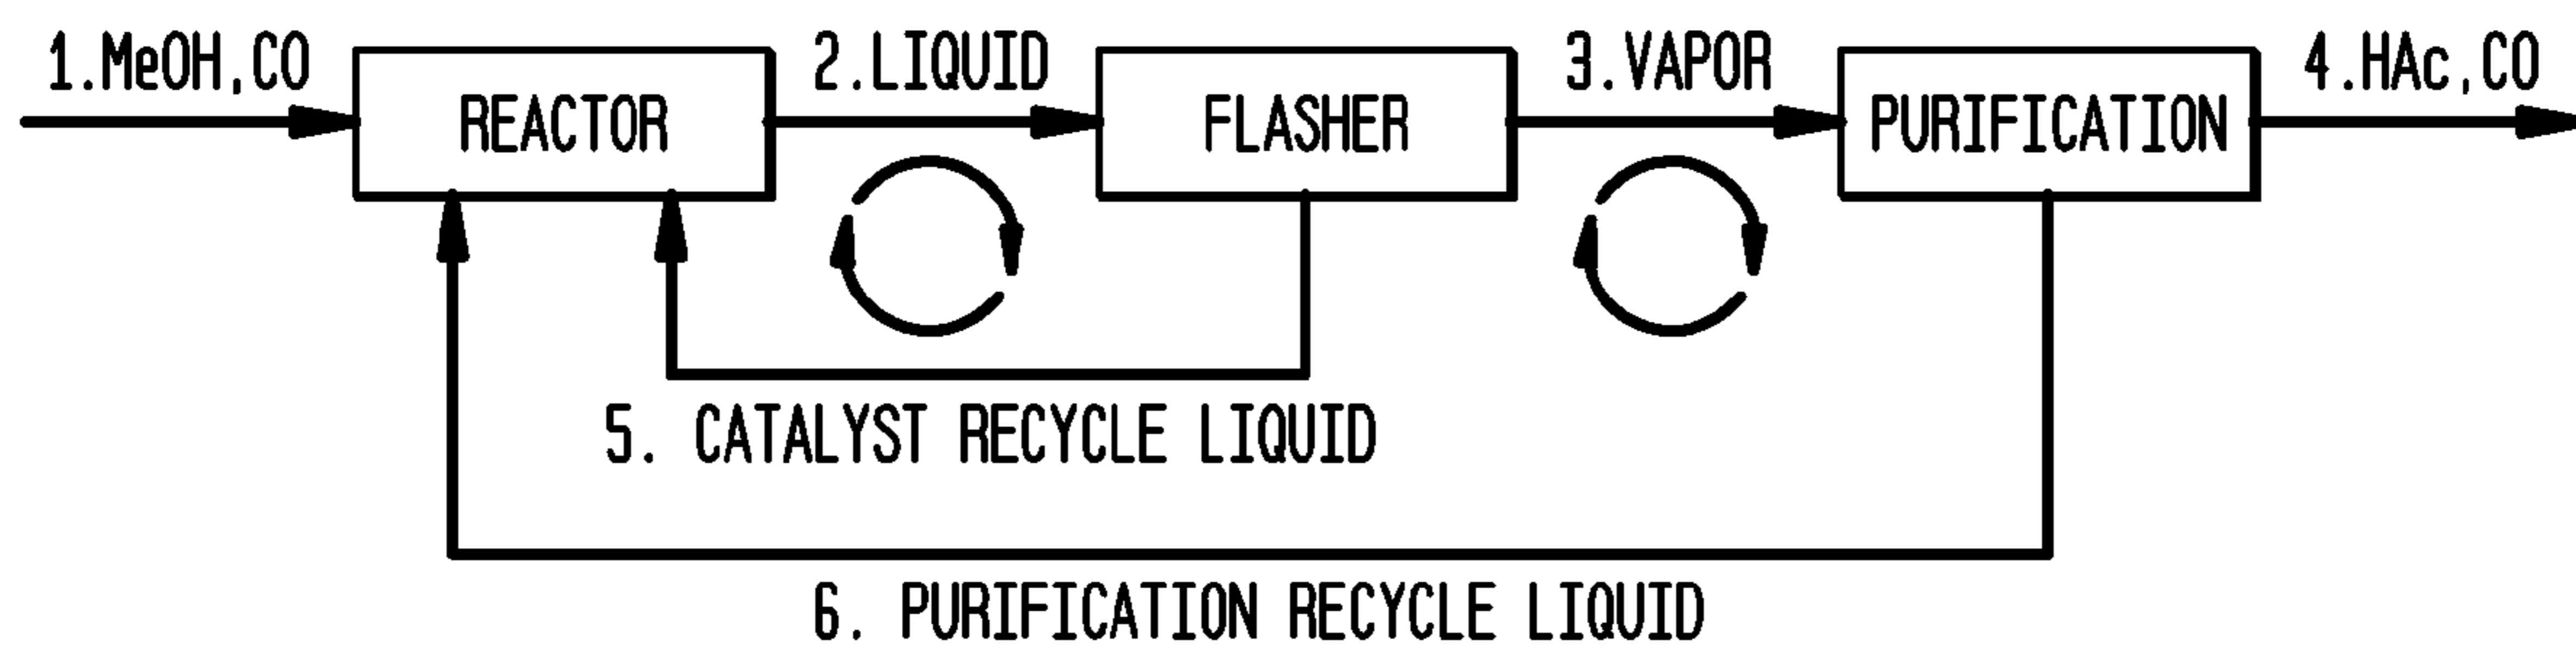 1.MeOH,CO
REACTOR
2.LIQUID
FLASHER
3.VAPOR
PURIFICATION
4.HAc,CO
5. CATALYST RECYCLE LIQUID
6. PURIFICATION RECYCLE LIQUID